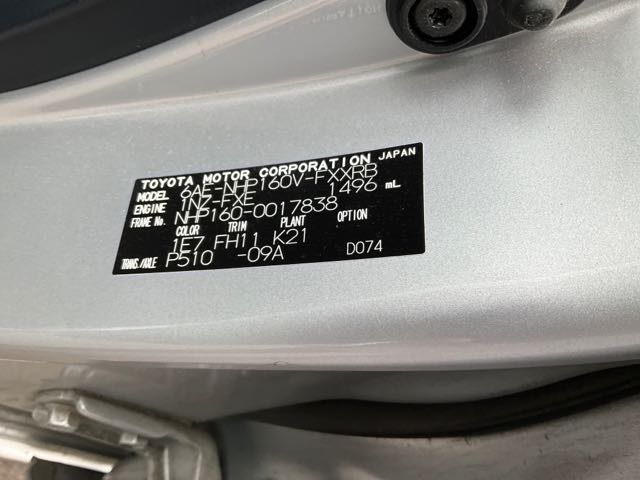 TOYOTA MOTOR CORPORATION JAPAN
MODEL 6AE-NHP160V-FXXRB
ENGINE 1NZ-FXE 1496 mL
FRAME No. NHP160-0017838
COLOR TRIM PLANT OPTION
1E7 FH11 K21
TRANS./AXLE P510 -09A D074